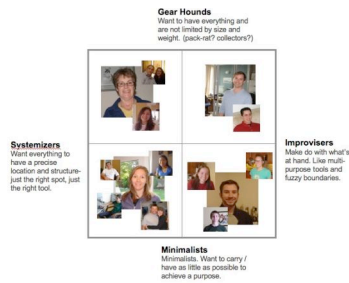 Gear Hounds
Want to have everything and
are not limited by size and
weight. (pack-rat? collectors?)
Systemizers
Want everything to
have a precise
location and structure-
just the right spot, just
the right tool.
Improvisers
Make do with what's
at hand. Like multi-
purpose tools and
fuzzy boundaries.
Minimalists
Minimalists. Want to carry /
have as little as possible to
achieve a purpose.